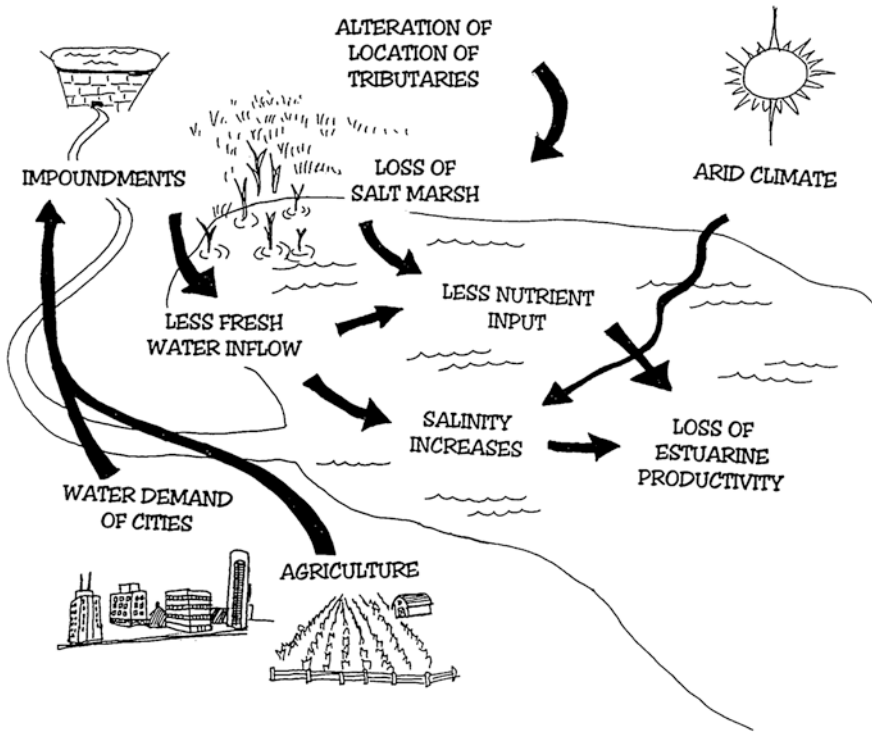 ALTERATION OF
LOCATION OF
TRIBUTARIES
IMPOUNDMENTS
LOSS OF
SALT MARSH
ARID CLIMATE
LESS FRESH
WATER INFLOW
LESS NUTRIENT
INPUT
SALINITY
INCREASES
LOSS OF
ESTUARINE
PRODUCTIVITY
WATER DEMAND
OF CITIES
AGRICULTURE